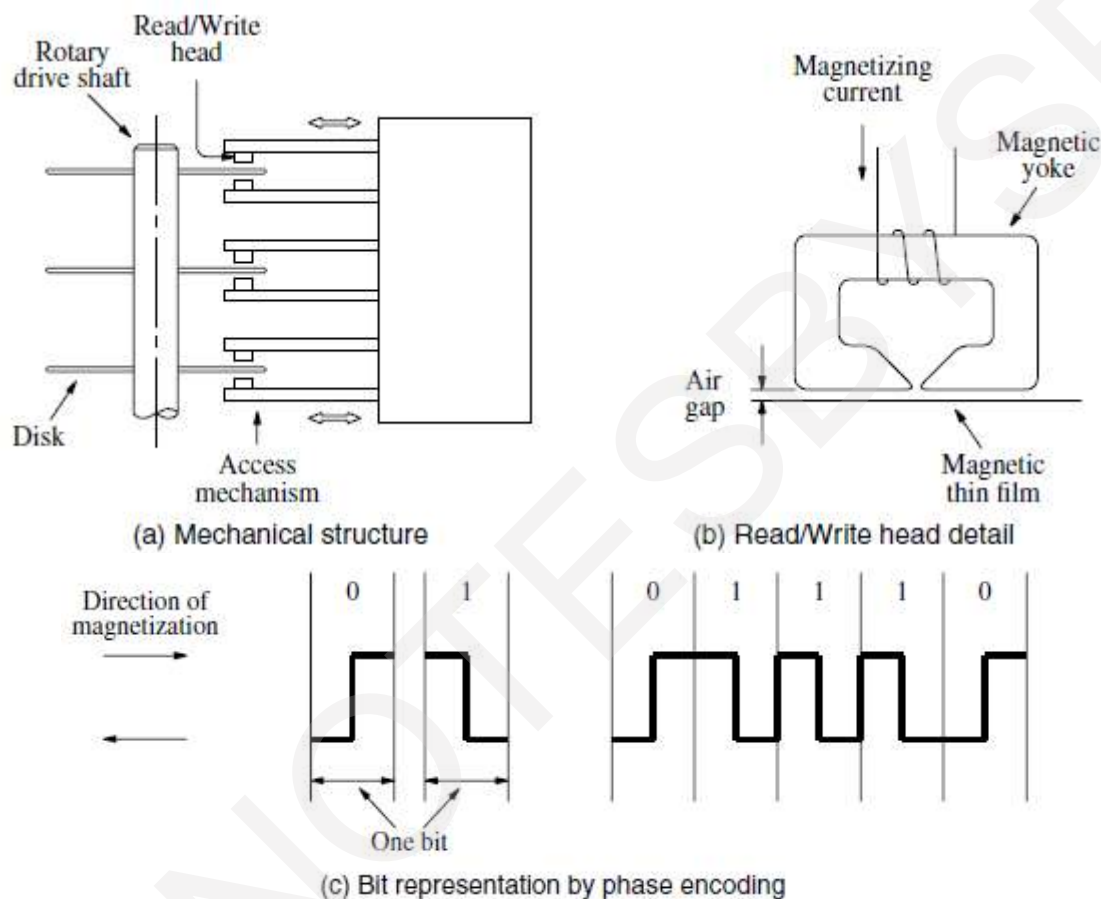 Read/Write
head
Rotary
drive shaft
Disk
Access
mechanism
(a) Mechanical structure
Magnetizing
current
Magnetic
yoke
Air
gap
Magnetic
thin film
(b) Read/Write head detail
Direction of
magnetization
0 1
0 1 1 1 0
One bit
(c) Bit representation by phase encoding
NOTESBYS